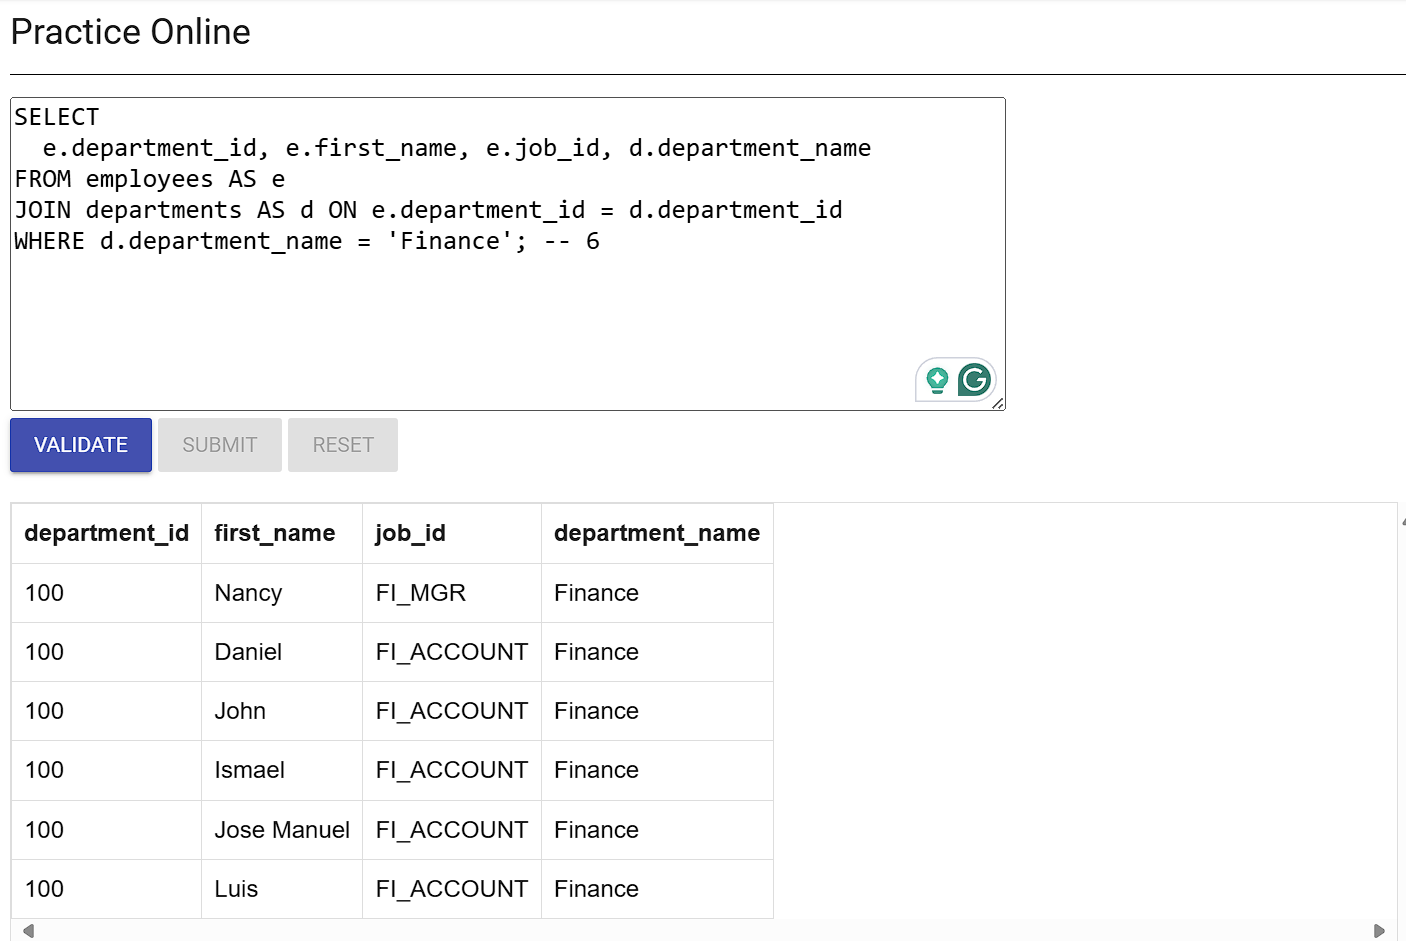 Practice Online
SELECT
  e.department_id, e.first_name, e.job_id, d.department_name
FROM employees AS e
JOIN departments AS d ON e.department_id = d.department_id
WHERE d.department_name = 'Finance'; -- 6
G
VALIDATE SUBMIT RESET
department_id first_name job_id department_name
100 Nancy FI_MGR Finance
100 Daniel FI_ACCOUNT Finance
100 John FI_ACCOUNT Finance
100 Ismael FI_ACCOUNT Finance
100 Jose Manuel FI_ACCOUNT Finance
100 Luis FI_ACCOUNT Finance